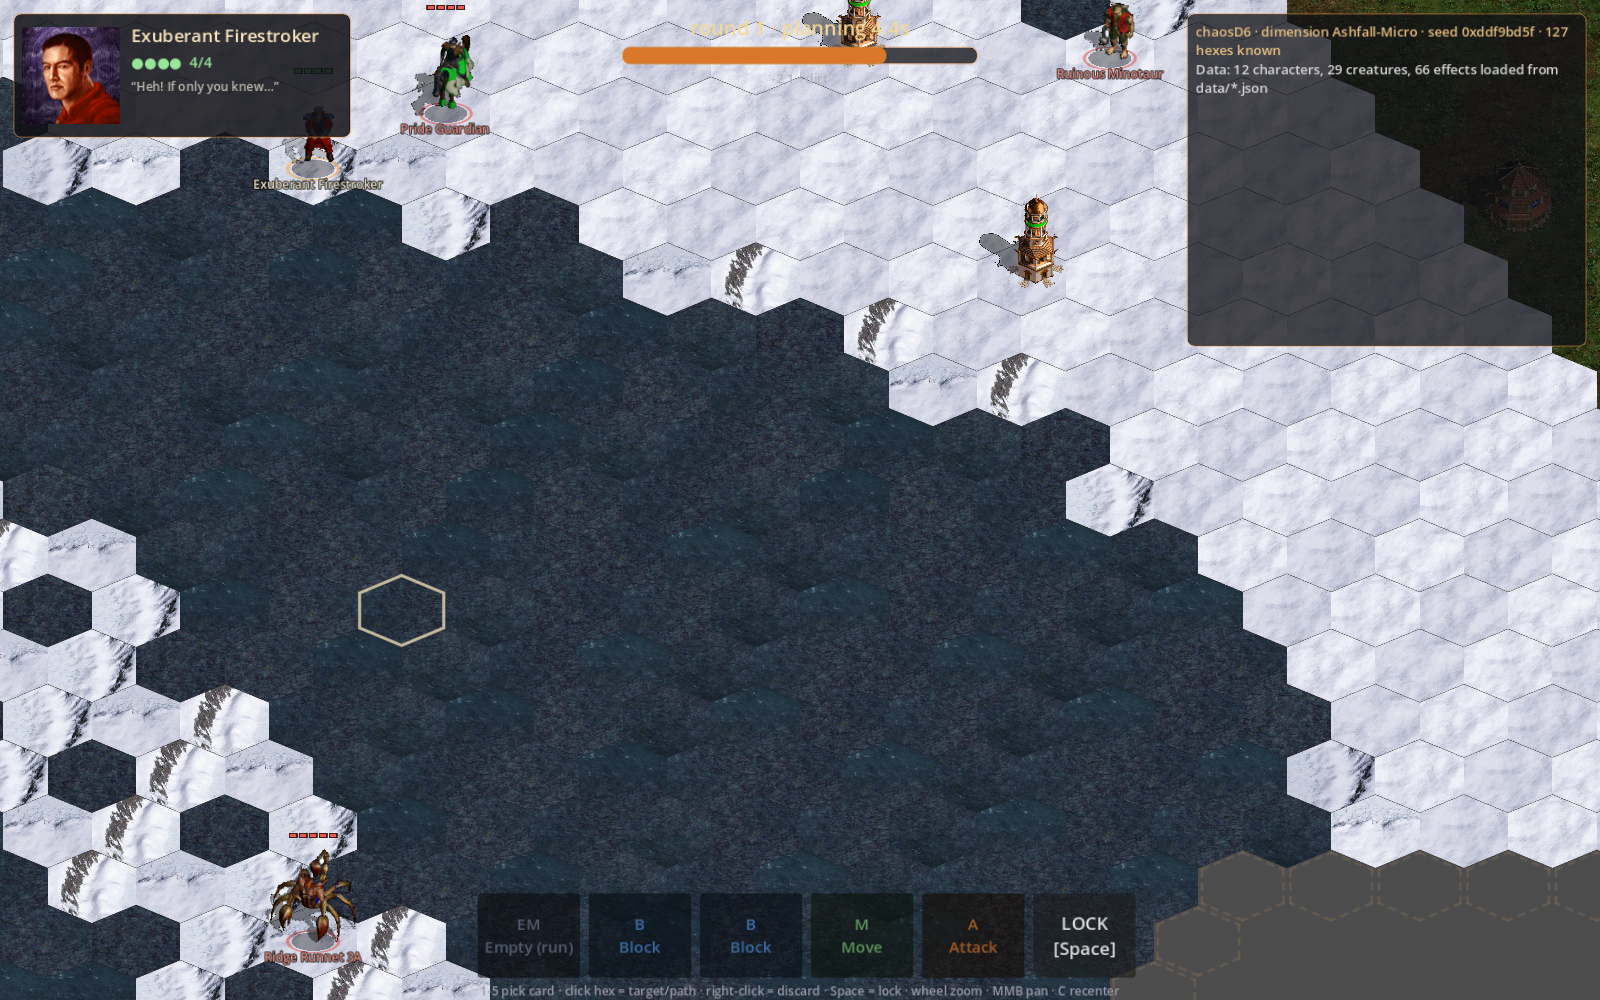 Exuberant Firestroker
4/4
“Heh! If only you knew...”
planning
chaosD6 · dimension Ashfall-Micro · seed 0xddf9bd5f · 127
hexes known
Data: 12 characters, 29 creatures, 66 effects loaded from
data/*.json
Pride Guardian
Ruinous Minotaur
Exuberant Firestroker
Ridge Runnet 3A
EM
Empty (run)
B
Block
B
Block
M
Move
A
Attack
LOCK
[Space]
5 pick card · click hex = target/path · right-click = discard · Space = lock · wheel zoom · MMB pan · C recenter